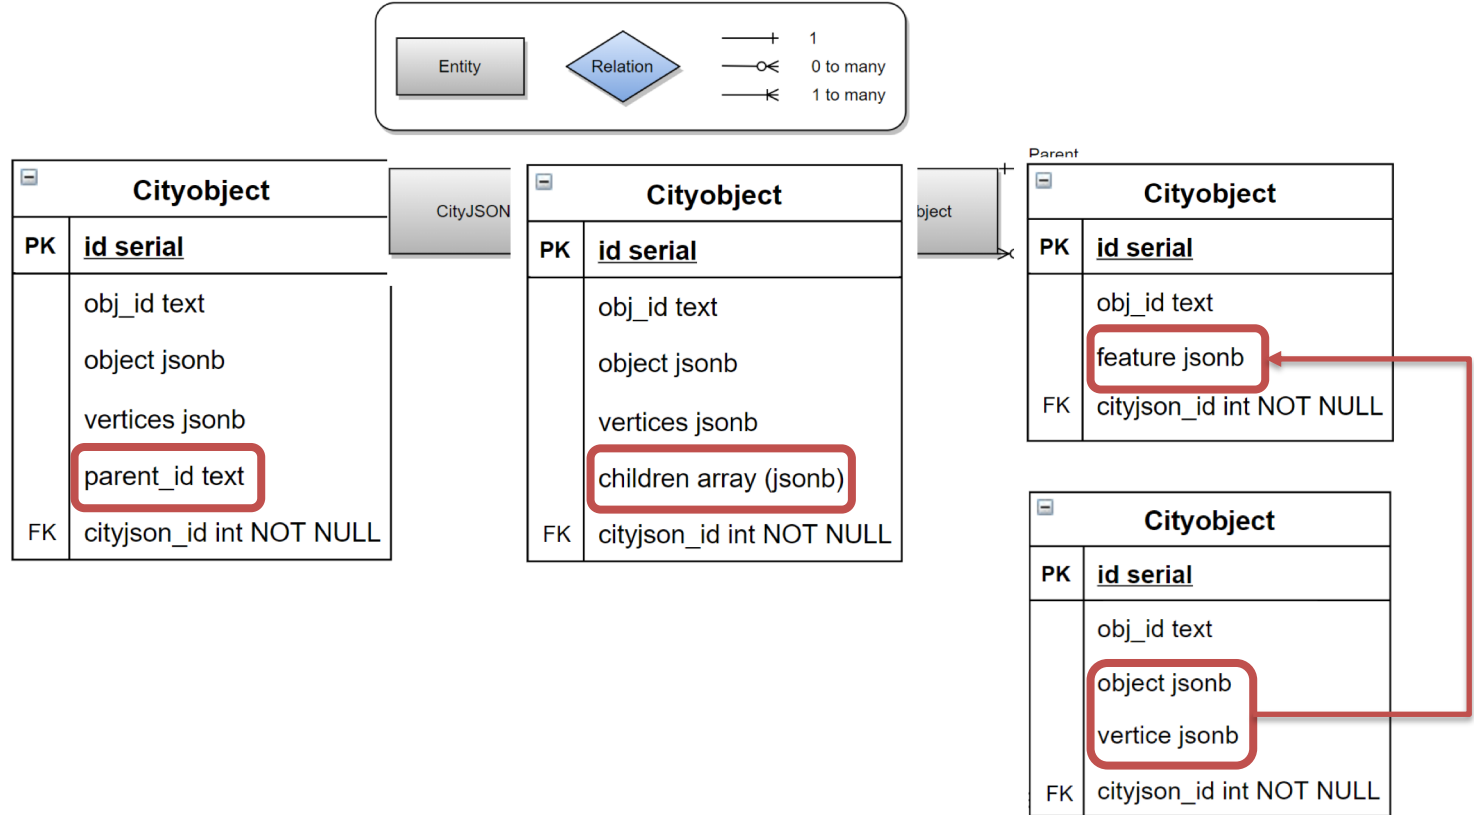 Entity
Relation
1
0 to many
1 to many
Cityobject
PK id serial
obj_id text
object jsonb
vertices jsonb
parent_id text
FK cityjson_id int NOT NULL
CityJSON
Cityobject
PK id serial
obj_id text
object jsonb
vertices jsonb
children array (jsonb)
FK cityjson_id int NOT NULL
bject
Parent
Cityobject
PK id serial
obj_id text
feature jsonb
FK cityjson_id int NOT NULL
Cityobject
PK id serial
obj_id text
object jsonb
vertice jsonb
FK cityjson_id int NOT NULL